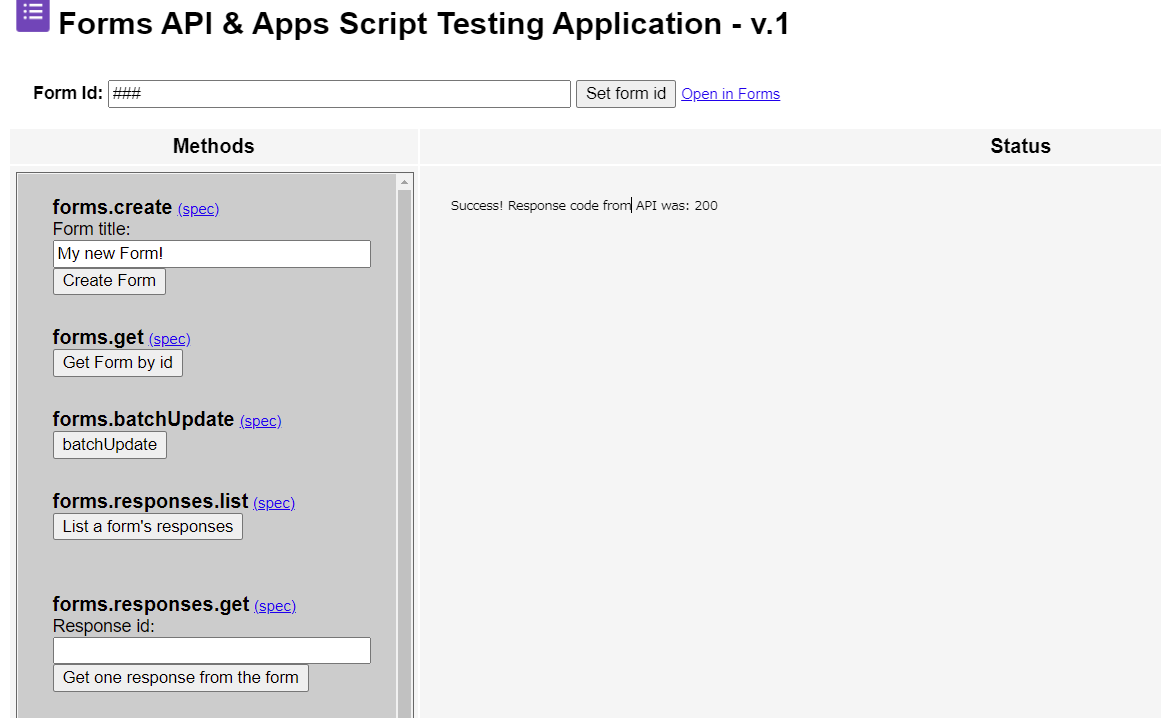 Forms API & Apps Script Testing Application - v.1
Form Id: ### Set form id Open in Forms
Methods Status
forms.create (spec)
Form title:
My new Form!
Create Form
Success! Response code from API was: 200
forms.get (spec)
Get Form by id
forms.batchUpdate (spec)
batchUpdate
forms.responses.list (spec)
List a form's responses
forms.responses.get (spec)
Response id:
Get one response from the form